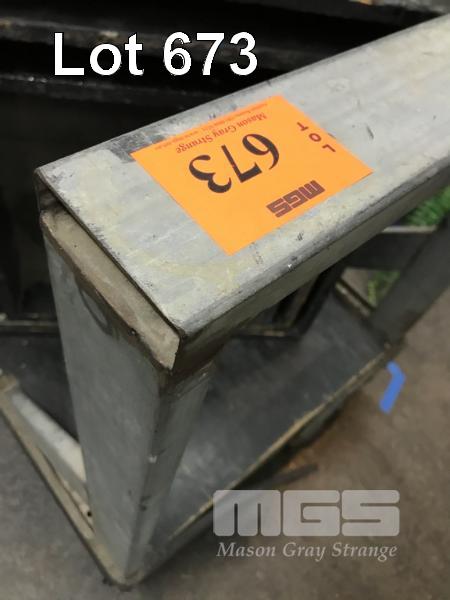 Lot 673
LOT
673
Mason Gray Strange
MGS
MGS
Mason Gray Strange